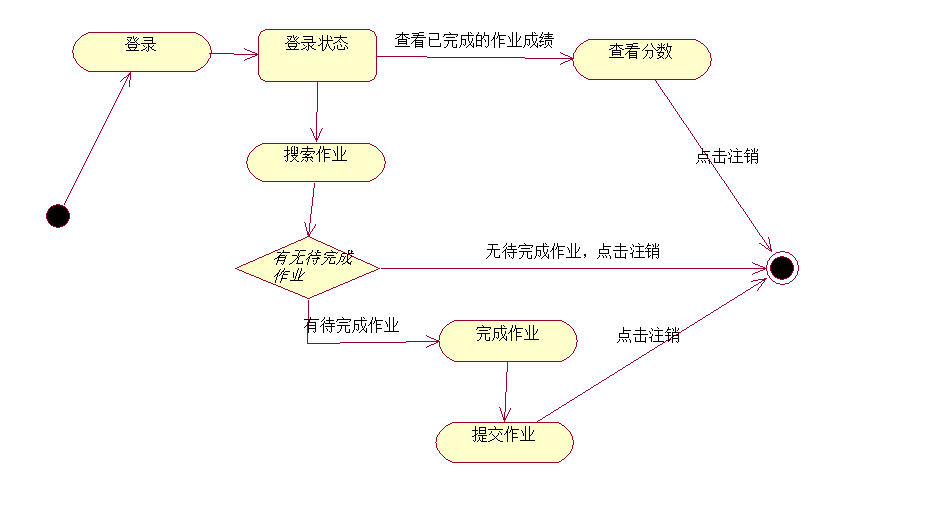 登录
登录状态
查看已完成的作业成绩
查看分数
搜索作业
点击注销
有无待完成
作业
无待完成作业，点击注销
有待完成作业
完成作业
点击注销
提交作业